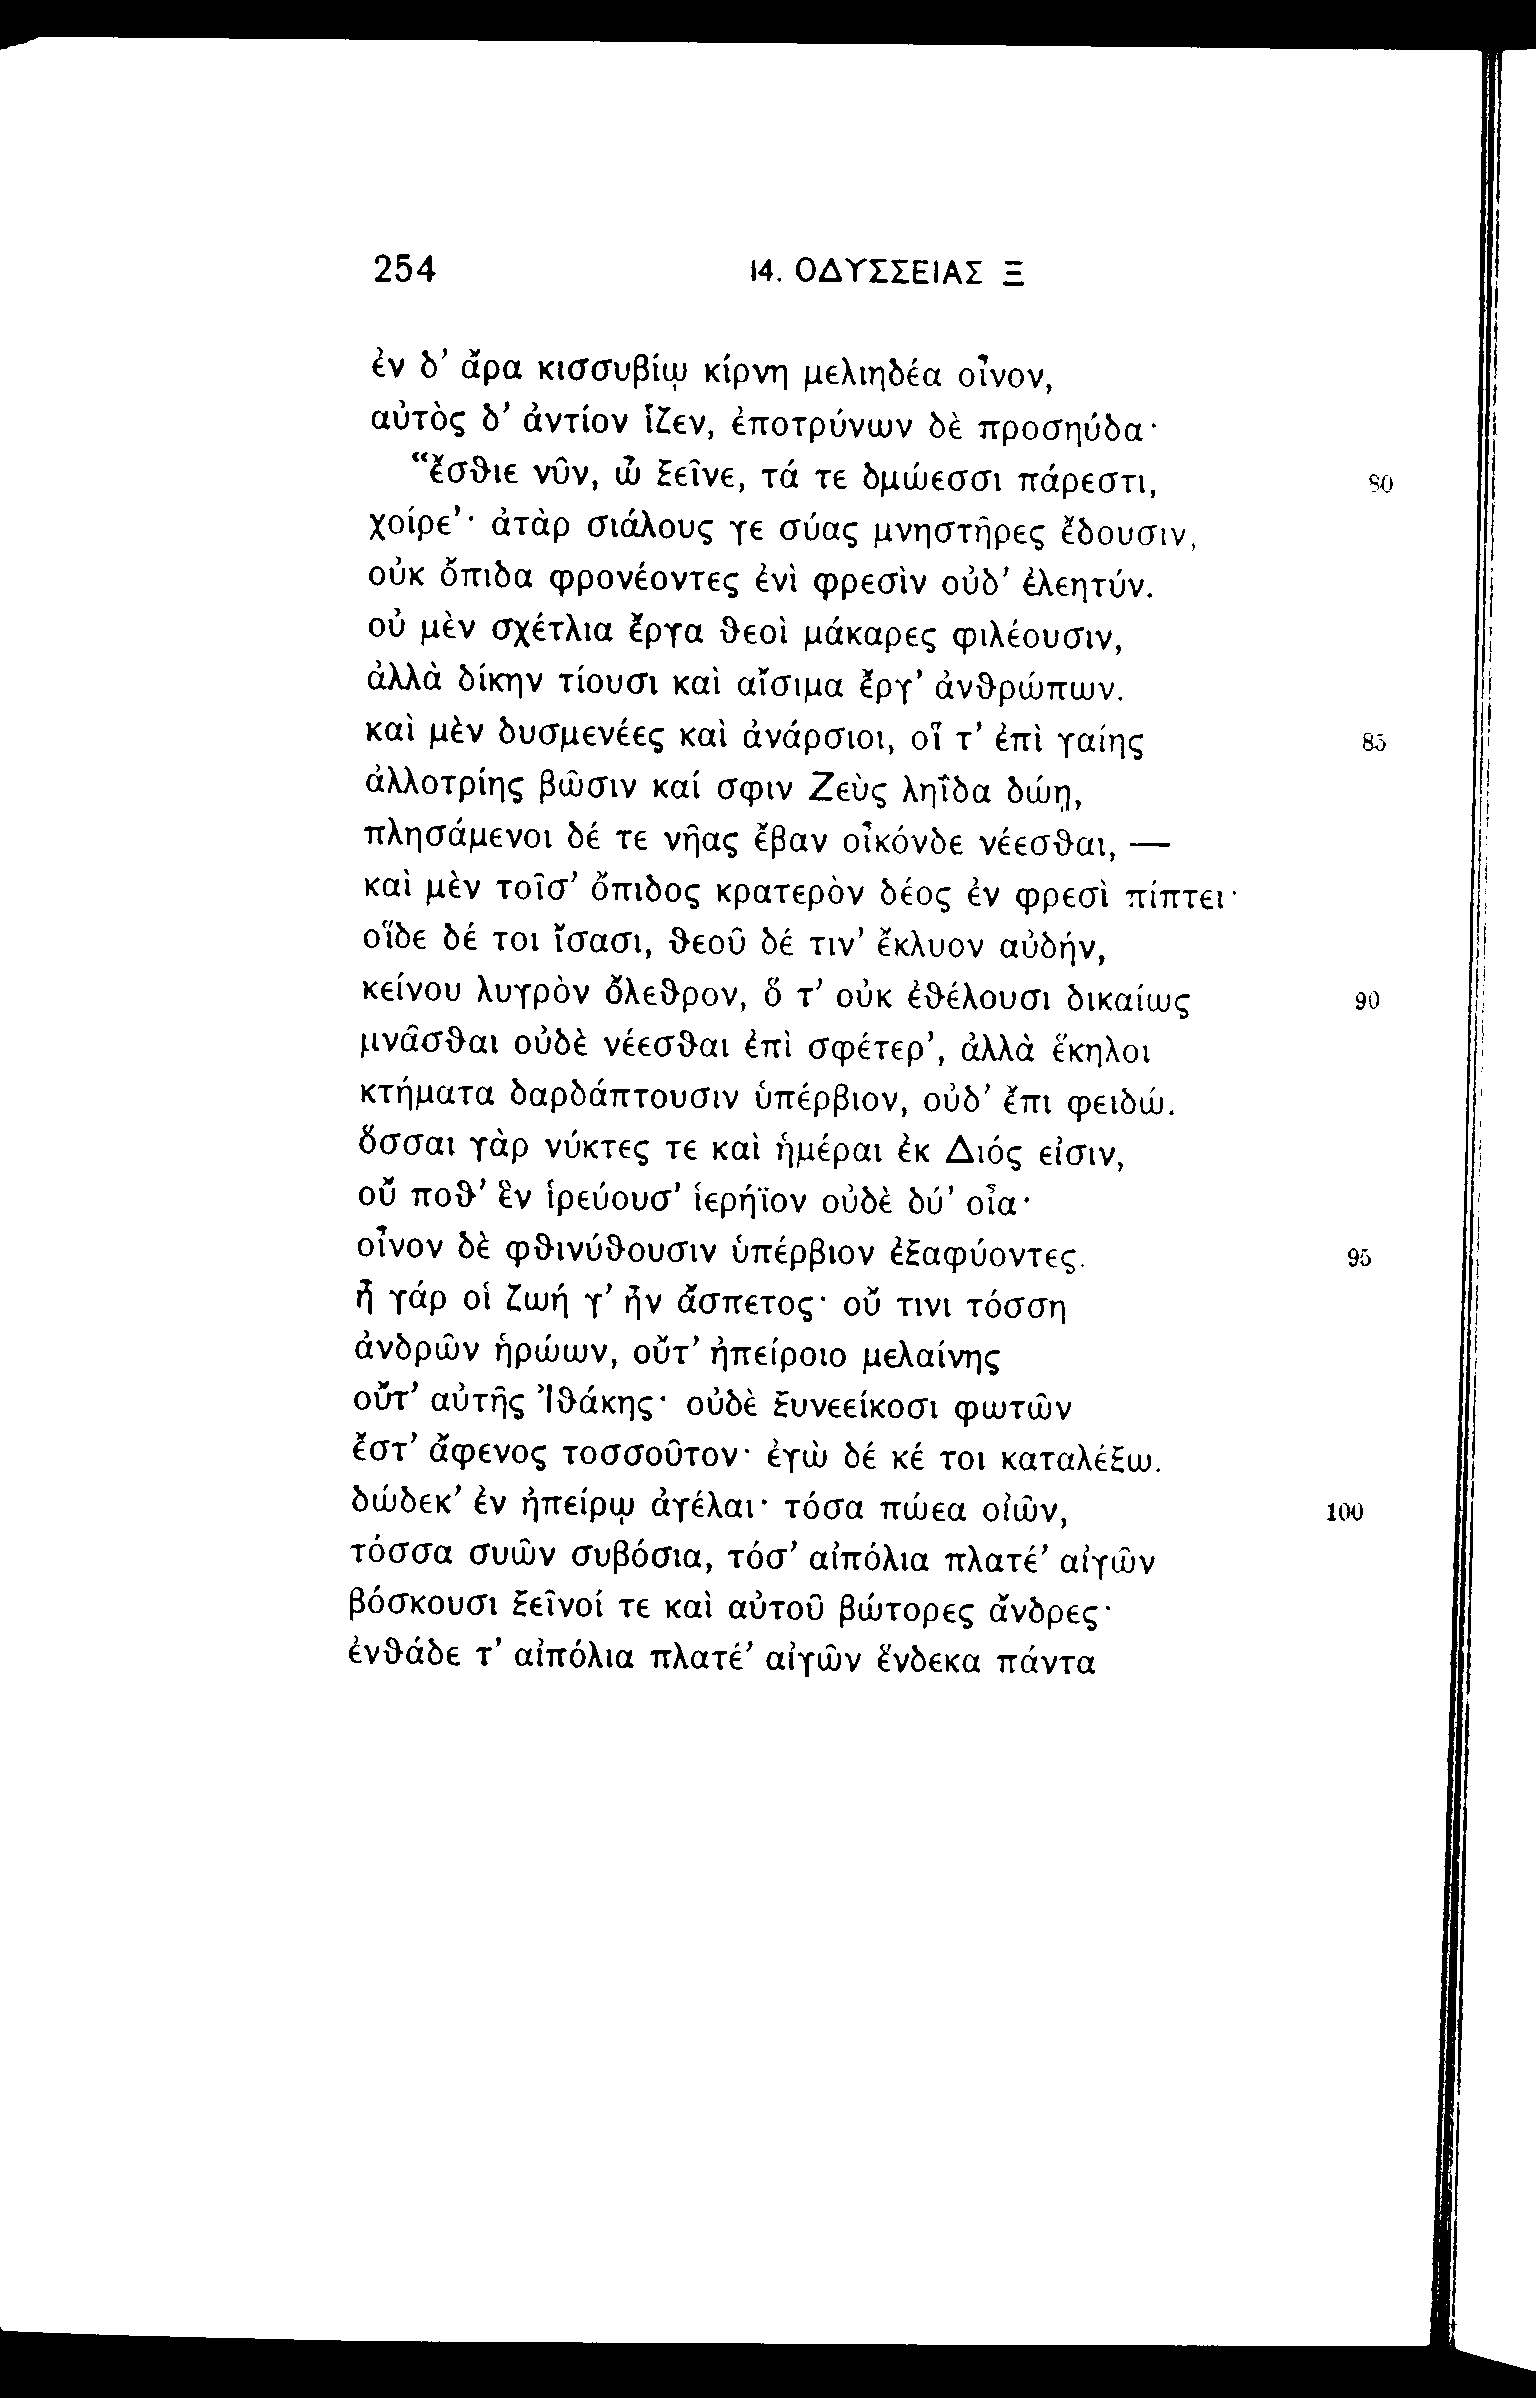 254 14. ΟΔΥΣΣΕΙΑΣ Ξ
ἐν δ’ ἄρα κισσυβίῳ κίρνη μελιηδέα οἶνον,
αὐτὸς δ’ ἀντίον ἷζεν, ἐποτρύνων δὲ προσηύδα·
“ἔσθιε νῦν, ὦ ξεῖνε, τά τε δμώεσσι πάρεστι, 80
χοίρε’· ἀτὰρ σιάλους γε σύας μνηστῆρες ἔδουσιν,
οὐκ ὄπιδα φρονέοντες ἐνὶ φρεσὶν οὐδ’ ἐλεητύν.
οὐ μὲν σχέτλια ἔργα θεοὶ μάκαρες φιλέουσιν,
ἀλλὰ δίκην τίουσι καὶ αἴσιμα ἔργ’ ἀνθρώπων.
καὶ μὲν δυσμενέες καὶ ἀνάρσιοι, οἵ τ’ ἐπὶ γαίης 85
ἀλλοτρίης βῶσιν καί σφιν Ζεὺς ληΐδα δώῃ,
πλησάμενοι δέ τε νῆας ἔβαν οἶκόνδε νέεσθαι, —
καὶ μὲν τοῖσ’ ὄπιδος κρατερὸν δέος ἐν φρεσὶ πίπτει·
οἵδε δέ τοι ἴσασι, θεοῦ δέ τιν’ ἔκλυον αὐδήν,
κείνου λυγρὸν ὄλεθρον, ὅ τ’ οὐκ ἐθέλουσι δικαίως 90
μνᾶσθαι οὐδὲ νέεσθαι ἐπὶ σφέτερ’, ἀλλὰ ἕκηλοι
κτήματα δαρδάπτουσιν ὑπέρβιον, οὐδ’ ἔπι φειδώ.
ὅσσαι γὰρ νύκτες τε καὶ ἡμέραι ἐκ Διός εἰσιν,
οὔ ποθ’ ἓν ἱρεύουσ’ ἱερήϊον οὐδὲ δύ’ οἶα·
οἶνον δὲ φθινύθουσιν ὑπέρβιον ἐξαφύοντες. 95
ἦ γάρ οἱ ζωή γ’ ἦν ἄσπετος· οὔ τινι τόσση
ἀνδρῶν ἡρώων, οὔτ’ ἠπείροιο μελαίνης
οὔτ’ αὐτῆς Ἰθάκης· οὐδὲ ξυνεείκοσι φωτῶν
ἔστ’ ἄφενος τοσσοῦτον· ἐγὼ δέ κέ τοι καταλέξω.
δώδεκ’ ἐν ἠπείρῳ ἀγέλαι· τόσα πώεα οἰῶν, 100
τόσσα συῶν συβόσια, τόσ’ αἰπόλια πλατέ’ αἰγῶν
βόσκουσι ξεῖνοί τε καὶ αὐτοῦ βώτορες ἄνδρες·
ἐνθάδε τ’ αἰπόλια πλατέ’ αἰγῶν ἕνδεκα πάντα